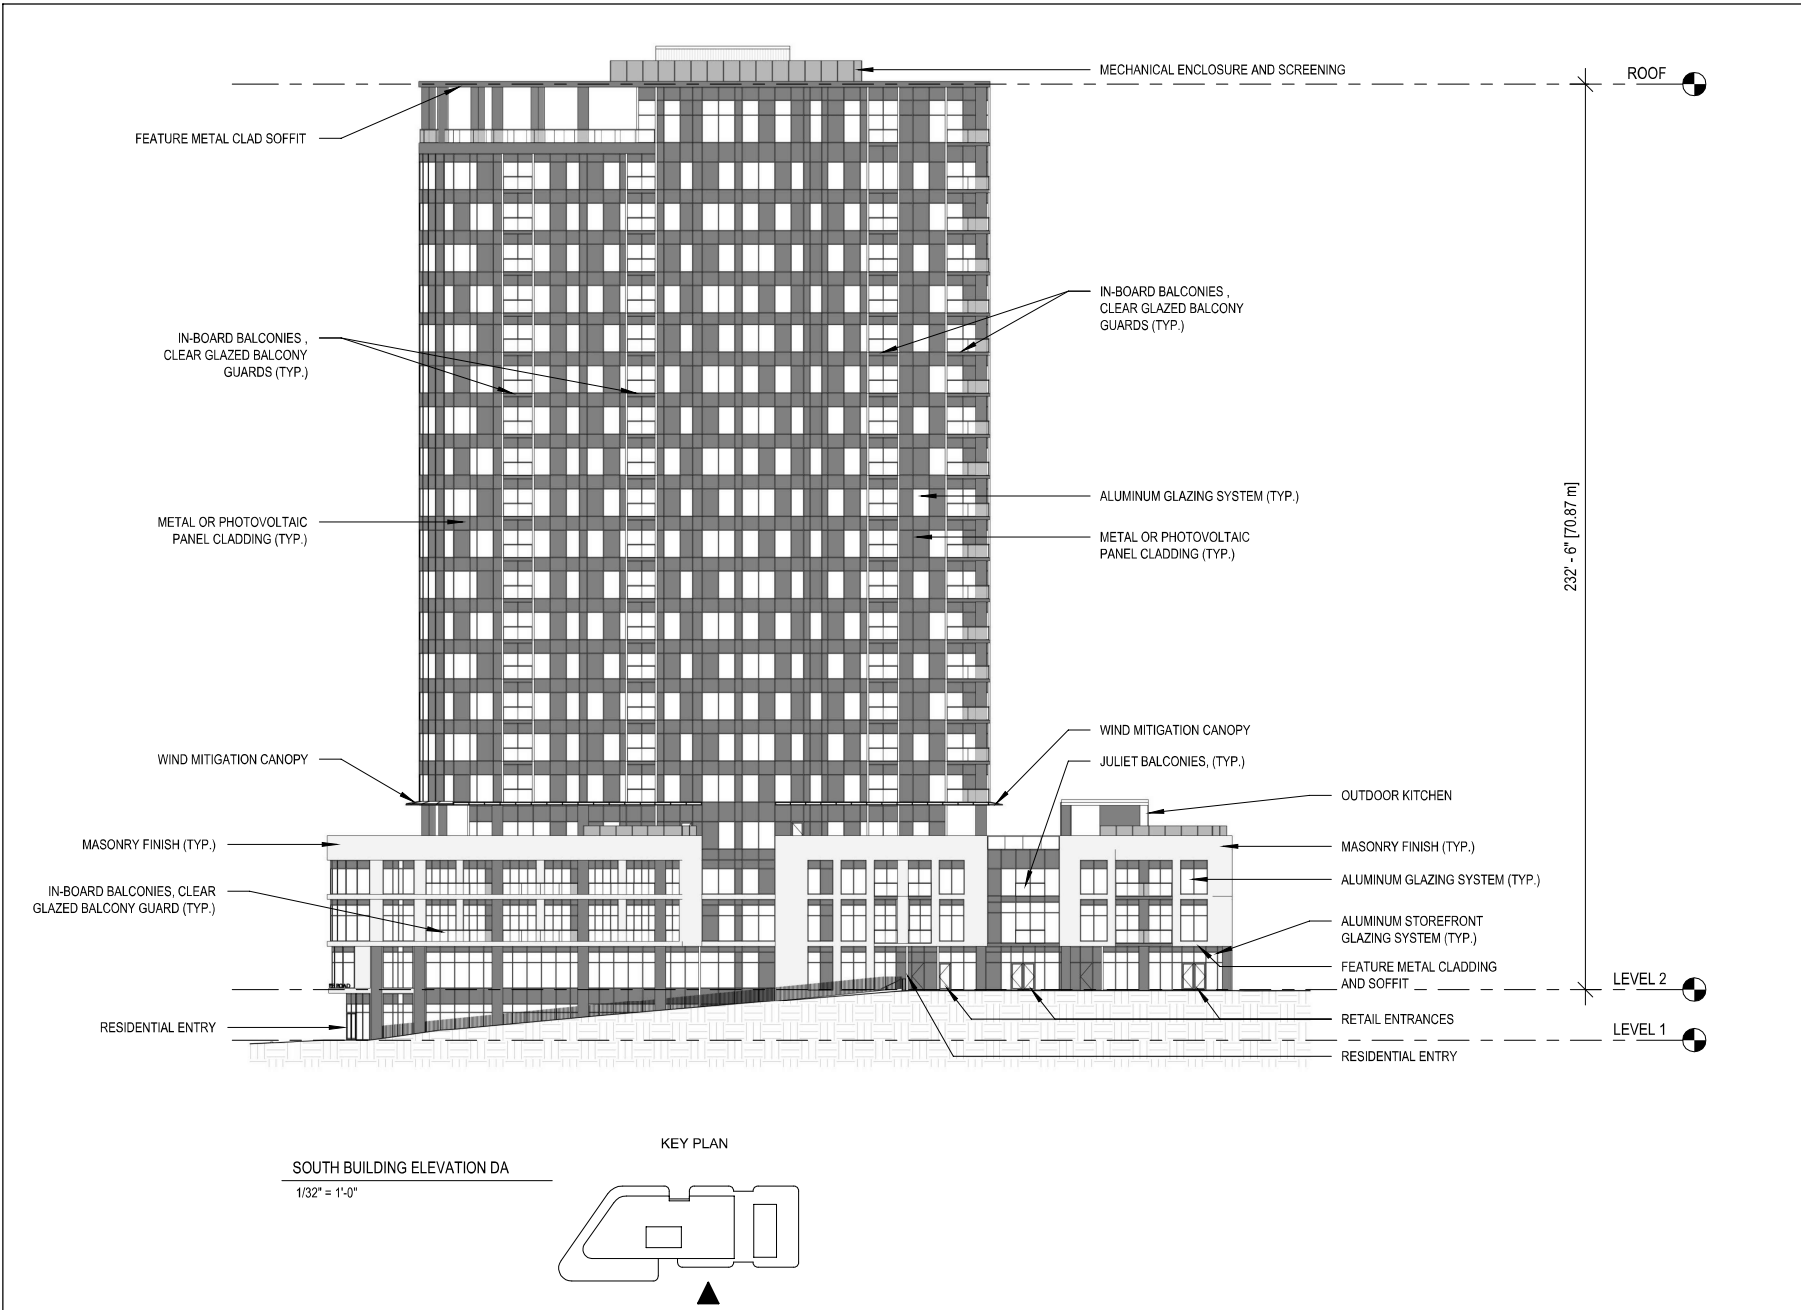 MECHANICAL ENCLOSURE AND SCREENING
ROOF
FEATURE METAL CLAD SOFFIT
IN-BOARD BALCONIES ,
CLEAR GLAZED BALCONY
GUARDS (TYP.)
IN-BOARD BALCONIES ,
CLEAR GLAZED BALCONY
GUARDS (TYP.)
METAL OR PHOTOVOLTAIC
PANEL CLADDING (TYP.)
ALUMINUM GLAZING SYSTEM (TYP.)
METAL OR PHOTOVOLTAIC
PANEL CLADDING (TYP.)
232' - 6" [70.87 m]
WIND MITIGATION CANOPY
WIND MITIGATION CANOPY
JULIET BALCONIES, (TYP.)
OUTDOOR KITCHEN
MASONRY FINISH (TYP.)
MASONRY FINISH (TYP.)
IN-BOARD BALCONIES, CLEAR
GLAZED BALCONY GUARD (TYP.)
ALUMINUM GLAZING SYSTEM (TYP.)
ALUMINUM STOREFRONT
GLAZING SYSTEM (TYP.)
FEATURE METAL CLADDING
AND SOFFIT
LEVEL 2
RETAIL ENTRANCES
LEVEL 1
RESIDENTIAL ENTRY
RESIDENTIAL ENTRY
KEY PLAN
SOUTH BUILDING ELEVATION DA
1/32" = 1'-0"